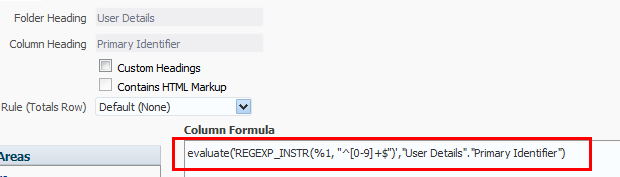 Folder Heading User Details
Column Heading Primary Identifier
Custom Headings
Contains HTML Markup
Rule (Totals Row) Default (None)
Column Formula
Areas
evaluate('REGEXP_INSTR(%1, "^[0-9]+$")',"User Details"."Primary Identifier")